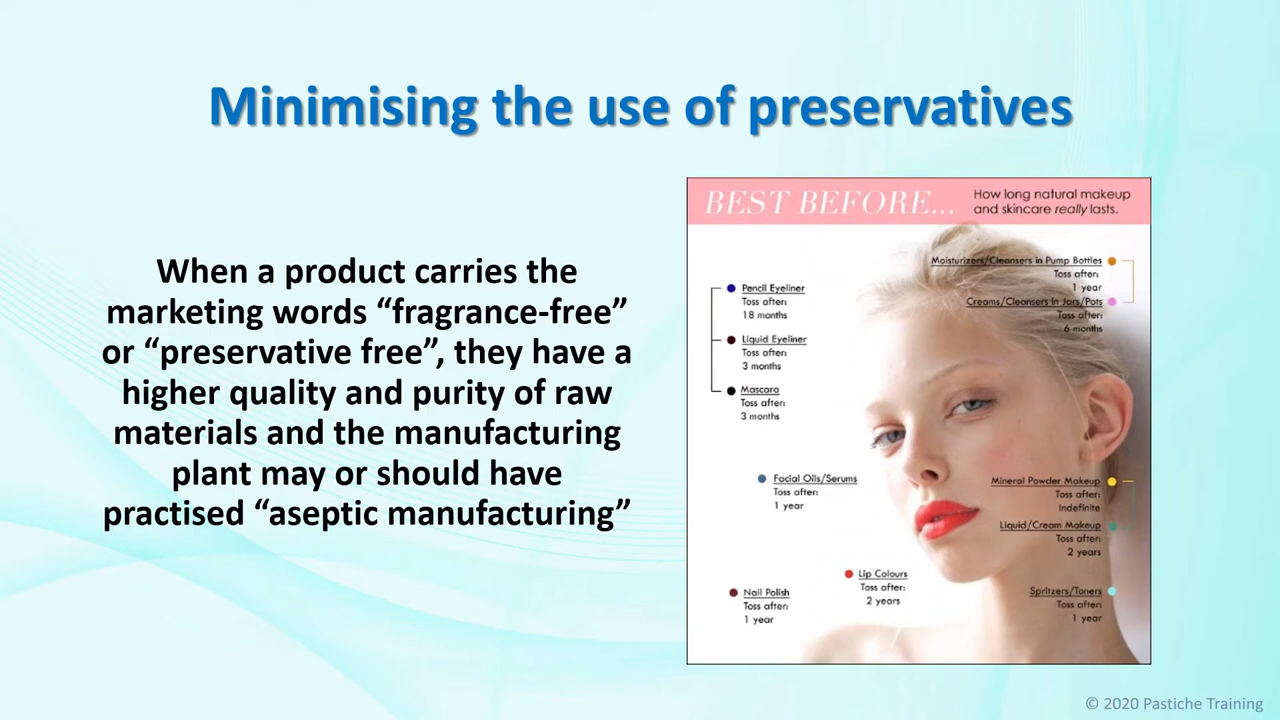 Minimising the use of preservatives
When a product carries the
marketing words “fragrance-free”
or “preservative free”, they have a
higher quality and purity of raw
materials and the manufacturing
plant may or should have
practised “aseptic manufacturing”
BEST BEFORE...
How long natural makeup
and skincare really lasts.
Pencil Eyeliner
Toss after:
18 months
Liquid Eyeliner
Toss after:
3 months
Mascara
Toss after:
3 months
Facial Oils/Serums
Toss after:
1 year
Lip Colours
Toss after:
2 years
Nail Polish
Toss after:
1 year
Moisturizers/Cleansers in Pump Bottles
Toss after:
1 year
Creams/Cleansers in Jars/Pots
Toss after:
6 months
Mineral Powder Makeup
Toss after:
Indefinite
Liquid/Cream Makeup
Toss after:
2 years
Spritzers/Toners
Toss after:
1 year
© 2020 Pastiche Training